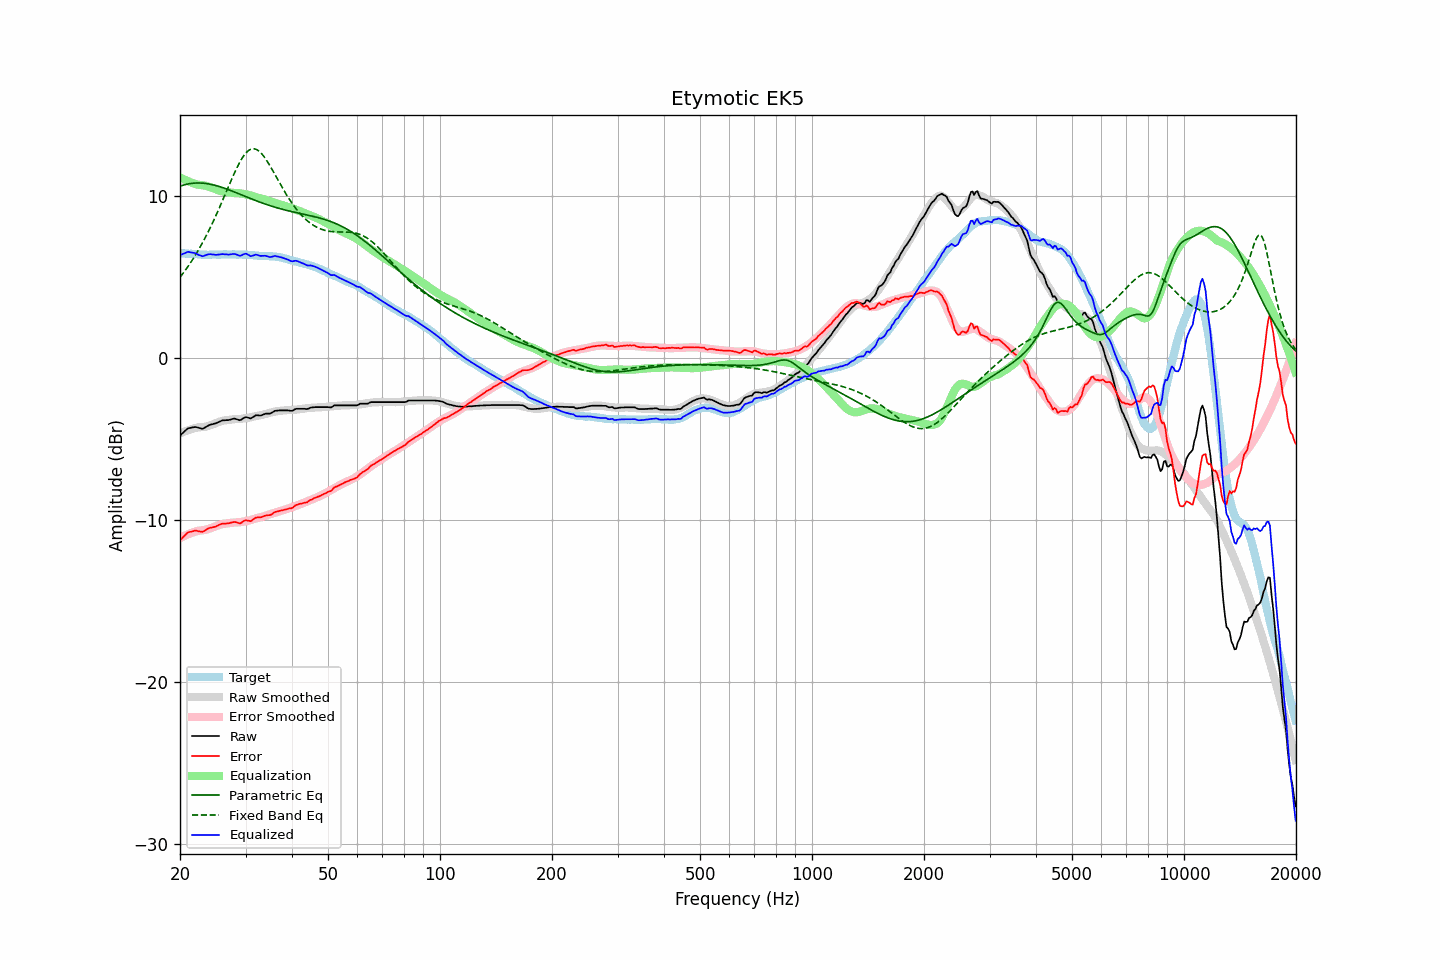 Etymotic EK5
Amplitude (dBr)
10
0
−10
−20
−30
Target
Raw Smoothed
Error Smoothed
Raw
Error
Equalization
Parametric Eq
Fixed Band Eq
Equalized
20 50 100 200 500 1000 2000 5000 10000 20000
Frequency (Hz)